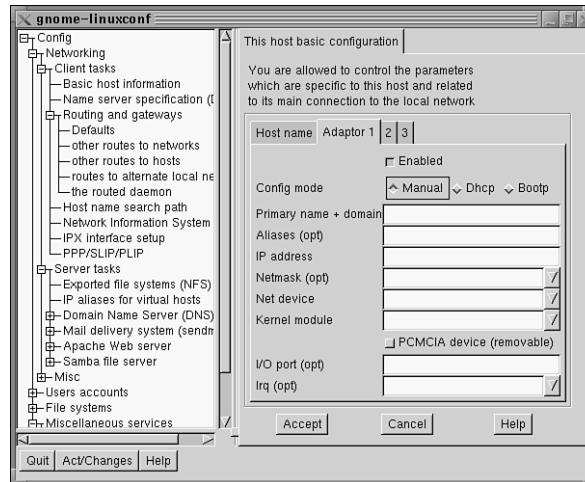 gnome-linuxconf
Config
Networking
Client tasks
Basic host information
Name server specification (
Routing and gateways
Defaults
other routes to networks
other routes to hosts
routes to alternate local ne
the routed daemon
Host name search path
Network Information System
IPX interface setup
PPP/SLIP/PLIP
Server tasks
Exported file systems (NFS)
IP aliases for virtual hosts
Domain Name Server (DNS)
Mail delivery system (sendm
Apache Web server
Samba file server
Misc
Users accounts
File systems
Miscellaneous services
This host basic configuration
You are allowed to control the parameters
which are specific to this host and related
to its main connection to the local network
Host name Adaptor 1 2 3
Enabled
Config mode Manual Dhcp Bootp
Primary name + domain
Aliases (opt)
IP address
Netmask (opt)
Net device
Kernel module
PCMCIA device (removable)
I/O port (opt)
Irq (opt)
Accept Cancel Help
Quit Act/Changes Help